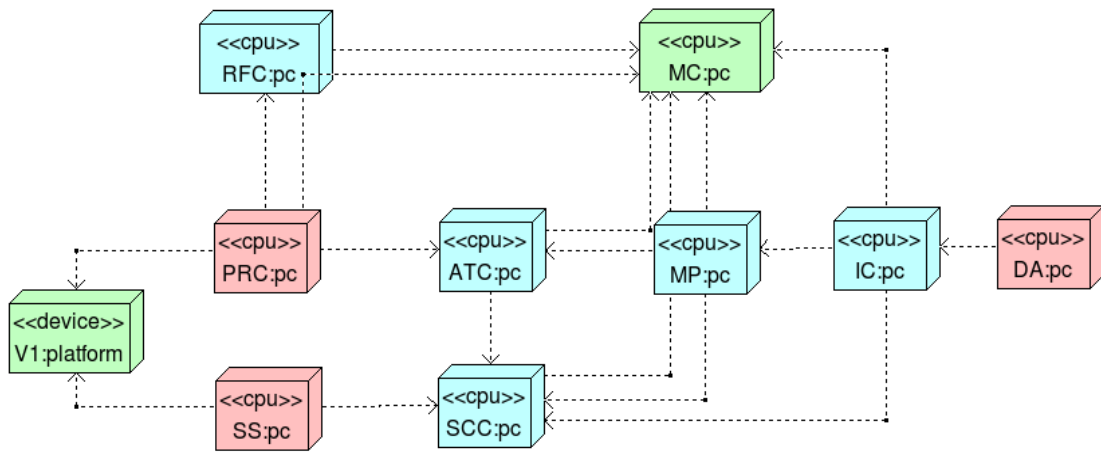 <<cpu>>
RFC:pc
<<cpu>>
MC:pc
<<cpu>>
PRC:pc
<<cpu>>
ATC:pc
<<cpu>>
MP:pc
<<cpu>>
IC:pc
<<cpu>>
DA:pc
<<device>>
V1:platform
<<cpu>>
SS:pc
<<cpu>>
SCC:pc